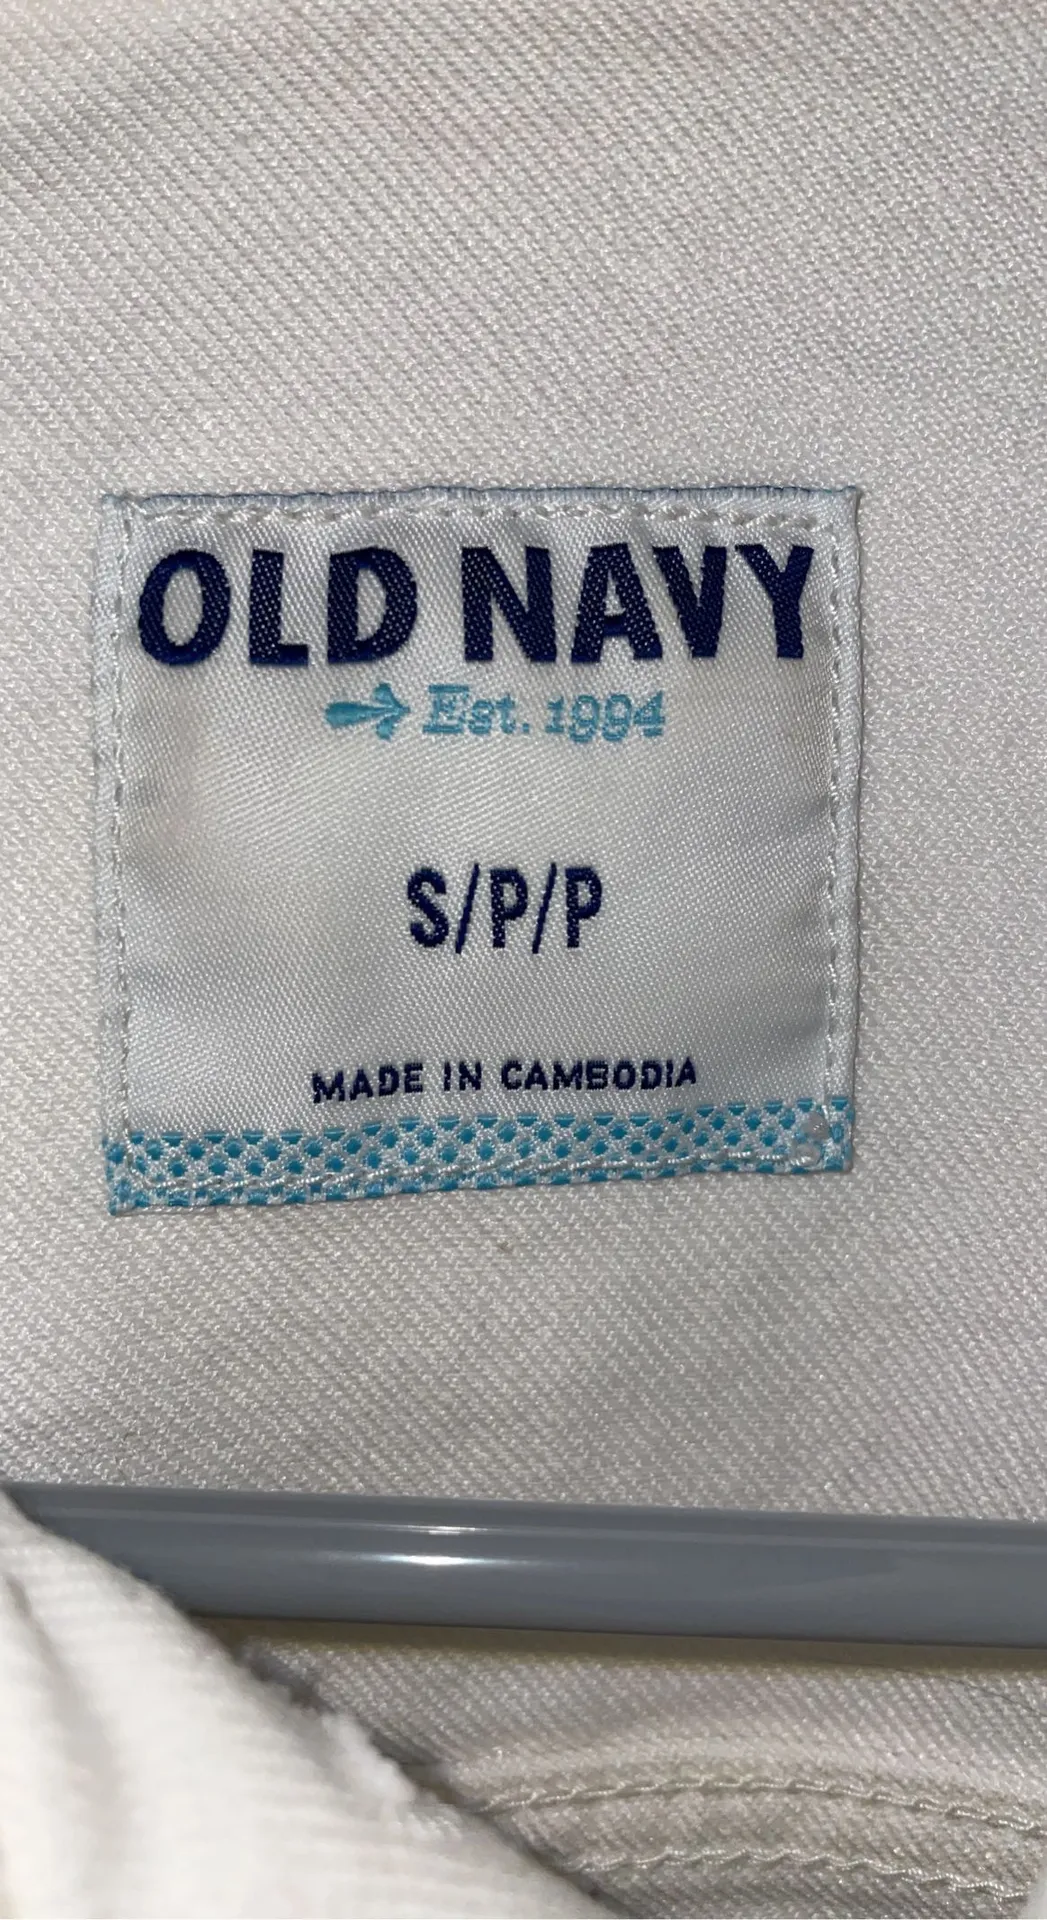 OLD NAVY
Est. 1994
S/P/P
MADE IN CAMBODIA